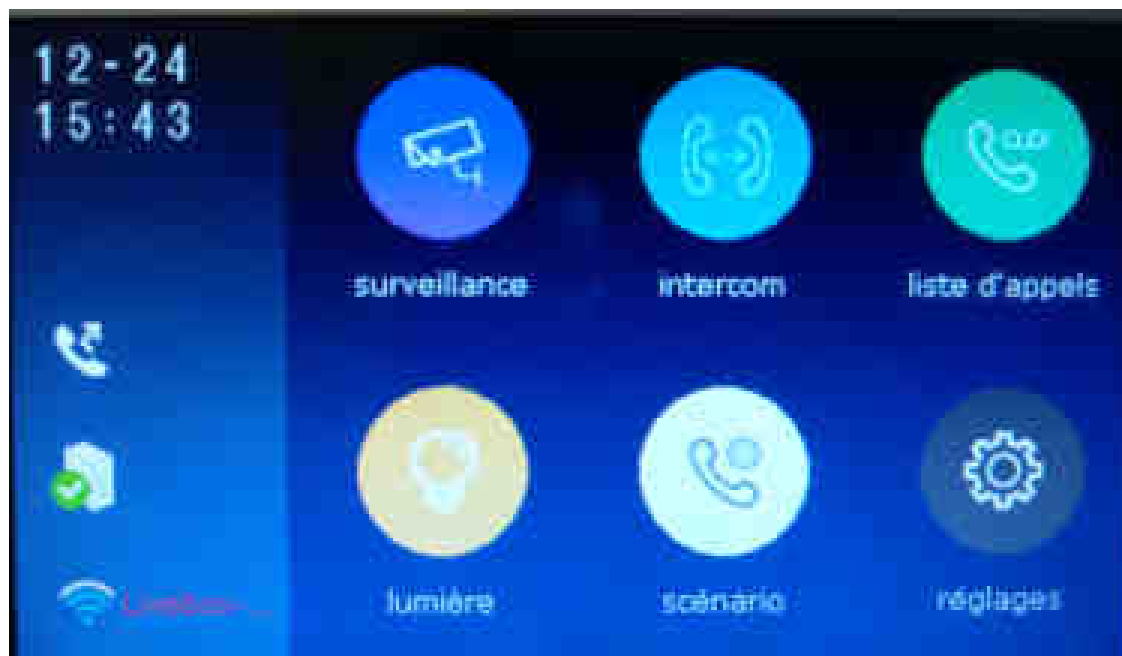 12-24
15:43
surveillance
intercom
liste d'appels
lumière
scénario
réglages